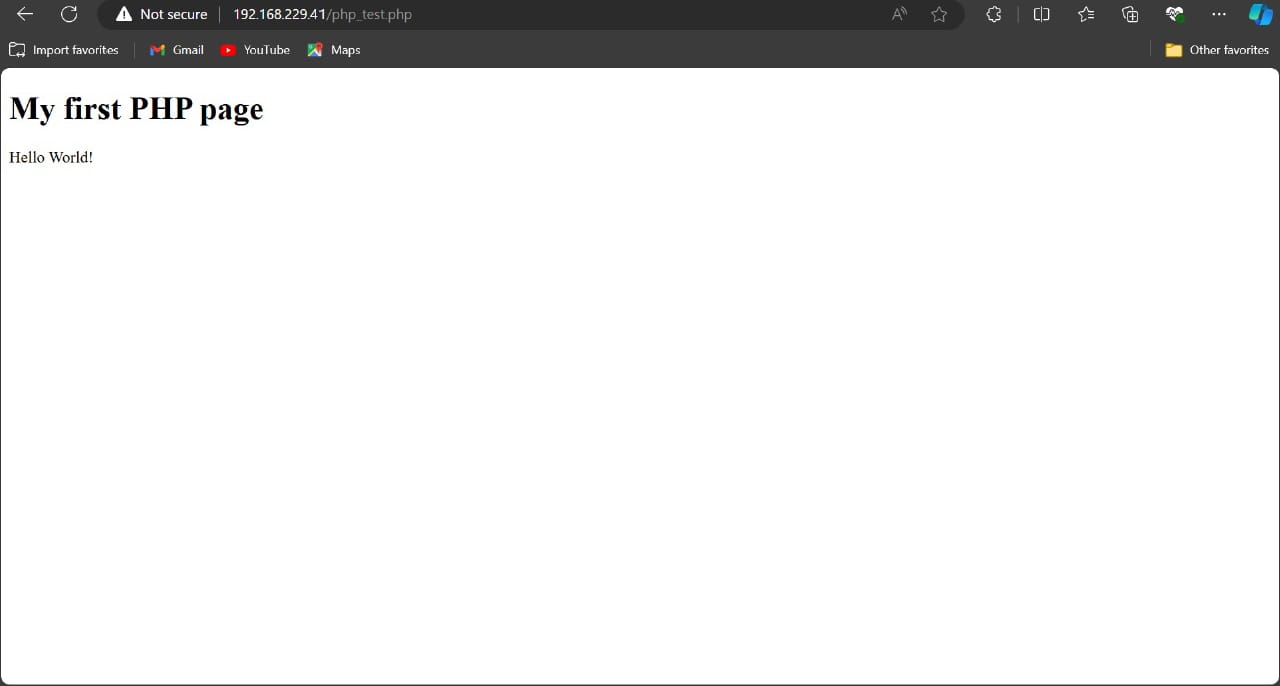 Not secure 192.168.229.41/php_test.php
Import favorites Gmail YouTube Maps Other favorites
My first PHP page
Hello World!